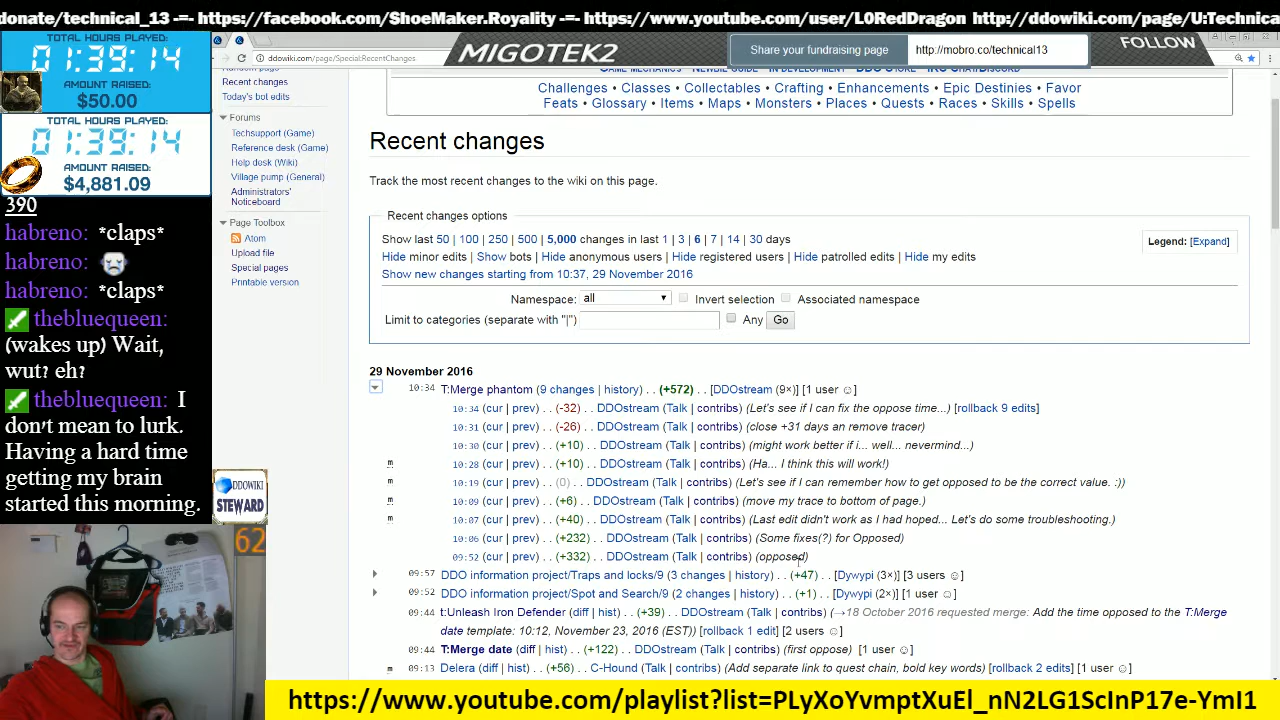 donate/technical_13 -=- https://facebook.com/ShoeMaker.Royality -=- https://www.youtube.com/user/L0RedDragon http://ddowiki.com/page/U:Technica
TOTAL HOURS PLAYED:
01:39:14
AMOUNT RAISED:
$50.00
TOTAL HOURS PLAYED:
01:39:14
AMOUNT RAISED:
$4,881.09
390
habreno: *claps*
habreno:
habreno: *claps*
thebluequeen:
(wakes up) Wait,
wut? eh?
thebluequeen: I
don't mean to lurk.
Having a hard time
getting my brain
started this morning.
DDOWIKI
STEWARD
62
MIGOTEK2
Share your fundraising page http://mobro.co/technical13
FOLLOW
ddowiki.com/page/Special:RecentChanges
Recent changes
Today's bot edits
Forums
Techsupport (Game)
Reference desk (Game)
Help desk (Wiki)
Village pump (General)
Administrators'
Noticeboard
Page Toolbox
Atom
Upload file
Special pages
Printable version
Challenges • Classes • Collectables • Crafting • Enhancements • Epic Destinies • Favor
Feats • Glossary • Items • Maps • Monsters • Places • Quests • Races • Skills • Spells
Recent changes
Track the most recent changes to the wiki on this page.
Recent changes options
Show last 50 | 100 | 250 | 500 | 5,000 changes in last 1 | 3 | 6 | 7 | 14 | 30 days
Legend: [Expand]
Hide minor edits | Show bots | Hide anonymous users | Hide registered users | Hide patrolled edits | Hide my edits
Show new changes starting from 10:37, 29 November 2016
Namespace: all Invert selection Associated namespace
Limit to categories (separate with "|") Any Go
29 November 2016
10:34 T:Merge phantom (9 changes | history) . . (+572) . . [DDOstream (9×)] [1 user ☺]
10:34 (cur | prev) . . (-32) . . DDOstream (Talk | contribs) (Let's see if I can fix the oppose time...) [rollback 9 edits]
10:31 (cur | prev) . . (-26) . . DDOstream (Talk | contribs) (close +31 days an remove tracer)
10:30 (cur | prev) . . (+10) . . DDOstream (Talk | contribs) (might work better if i... well... nevermind...)
m 10:28 (cur | prev) . . (+10) . . DDOstream (Talk | contribs) (Ha... I think this will work!)
m 10:19 (cur | prev) . . (0) . . DDOstream (Talk | contribs) (Let's see if I can remember how to get opposed to be the correct value. :))
m 10:09 (cur | prev) . . (+6) . . DDOstream (Talk | contribs) (move my trace to bottom of page.)
m 10:07 (cur | prev) . . (+40) . . DDOstream (Talk | contribs) (Last edit didn't work as I had hoped... Let's do some troubleshooting.)
10:06 (cur | prev) . . (+232) . . DDOstream (Talk | contribs) (Some fixes(?) for Opposed)
09:52 (cur | prev) . . (+332) . . DDOstream (Talk | contribs) (opposed)
09:57 DDO information project/Traps and locks/9 (3 changes | history) . . (+47) . . [Dywypi (3×)] [3 users ☺]
09:52 DDO information project/Spot and Search/9 (2 changes | history) . . (+1) . . [Dywypi (2×)] [1 user ☺]
09:44 t:Unleash Iron Defender (diff | hist) . . (+39) . . DDOstream (Talk | contribs) (→18 October 2016 requested merge: Add the time opposed to the T:Merge
date template: 10:12, November 23, 2016 (EST)) [rollback 1 edit] [2 users ☺]
09:44 T:Merge date (diff | hist) . . (+122) . . DDOstream (Talk | contribs) (first oppose) [1 user ☺]
m 09:13 Delera (diff | hist) . . (+56) . . C-Hound (Talk | contribs) (Add separate link to quest chain, bold key words) [rollback 2 edits] [1 user ☺]
https://www.youtube.com/playlist?list=PLyXoYvmptXuEl_nN2LG1ScInP17e-YmI1